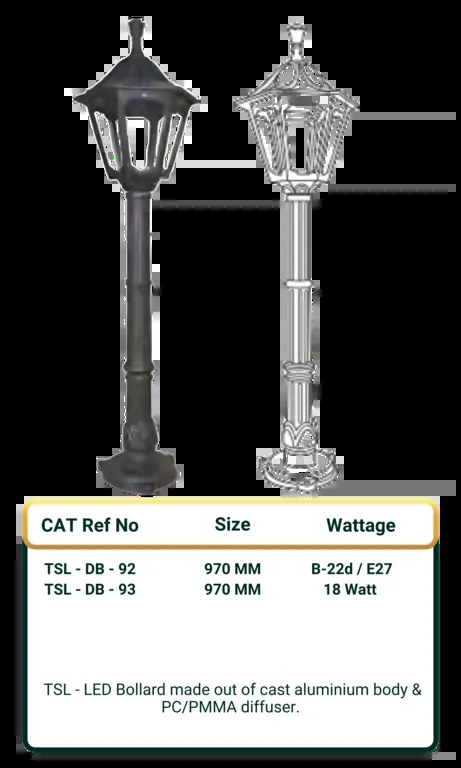 CAT Ref No Size Wattage
TSL - DB - 92 970 MM B-22d / E27
TSL - DB - 93 970 MM 18 Watt
TSL - LED Bollard made out of cast aluminium body &
PC/PMMA diffuser.